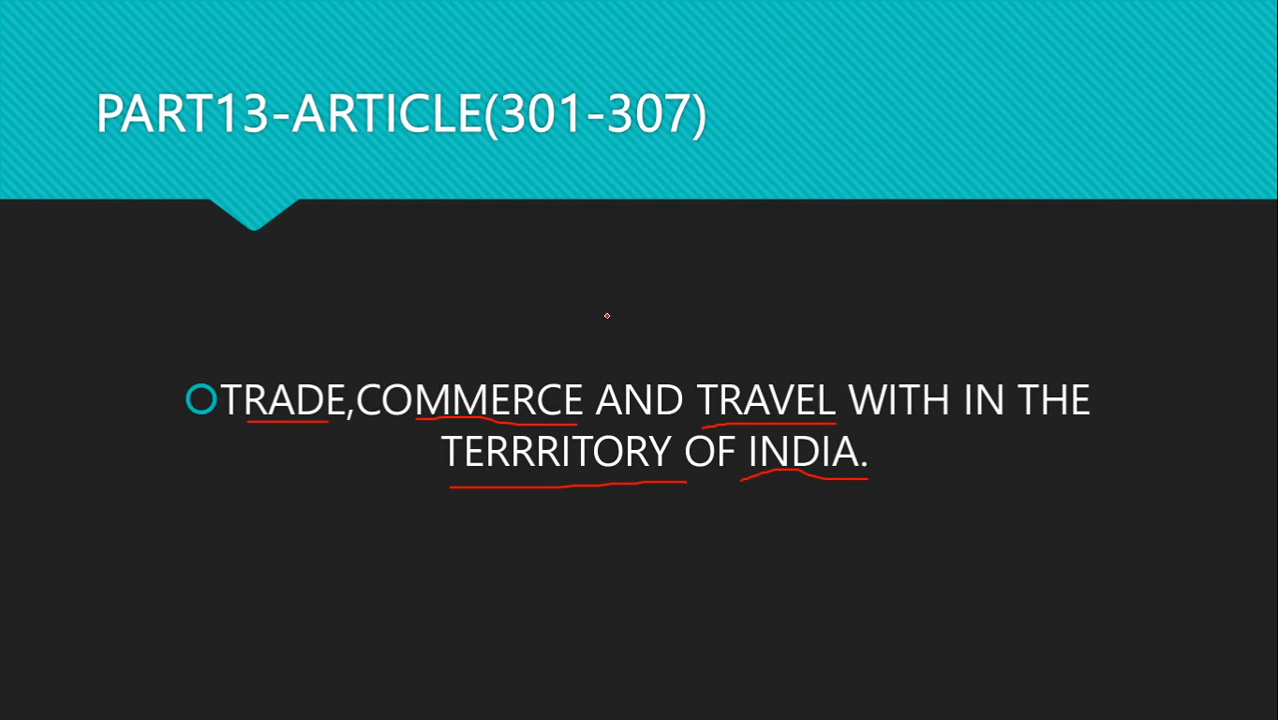 PART13-ARTICLE(301-307)
TRADE,COMMERCE AND TRAVEL WITH IN THE
TERRRITORY OF INDIA.